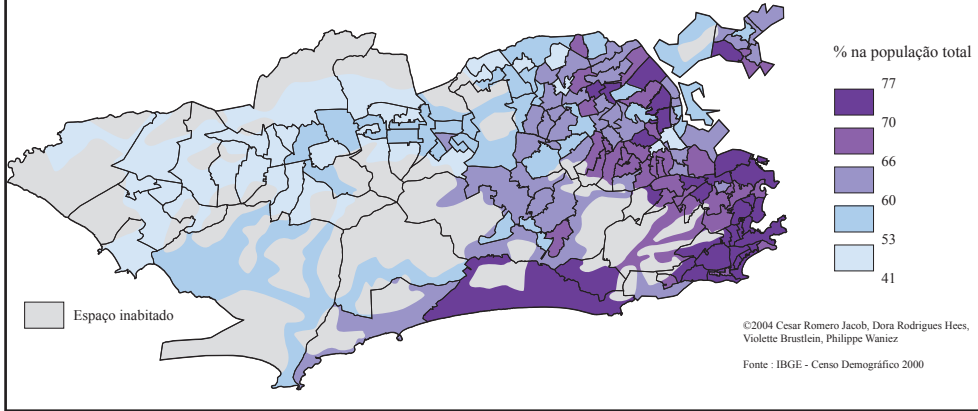 % na população total
77
70
66
60
53
41
Espaço inabitado
©2004 Cesar Romero Jacob, Dora Rodrigues Hees,
Violette Brustlein, Philippe Waniez
Fonte : IBGE - Censo Demográfico 2000